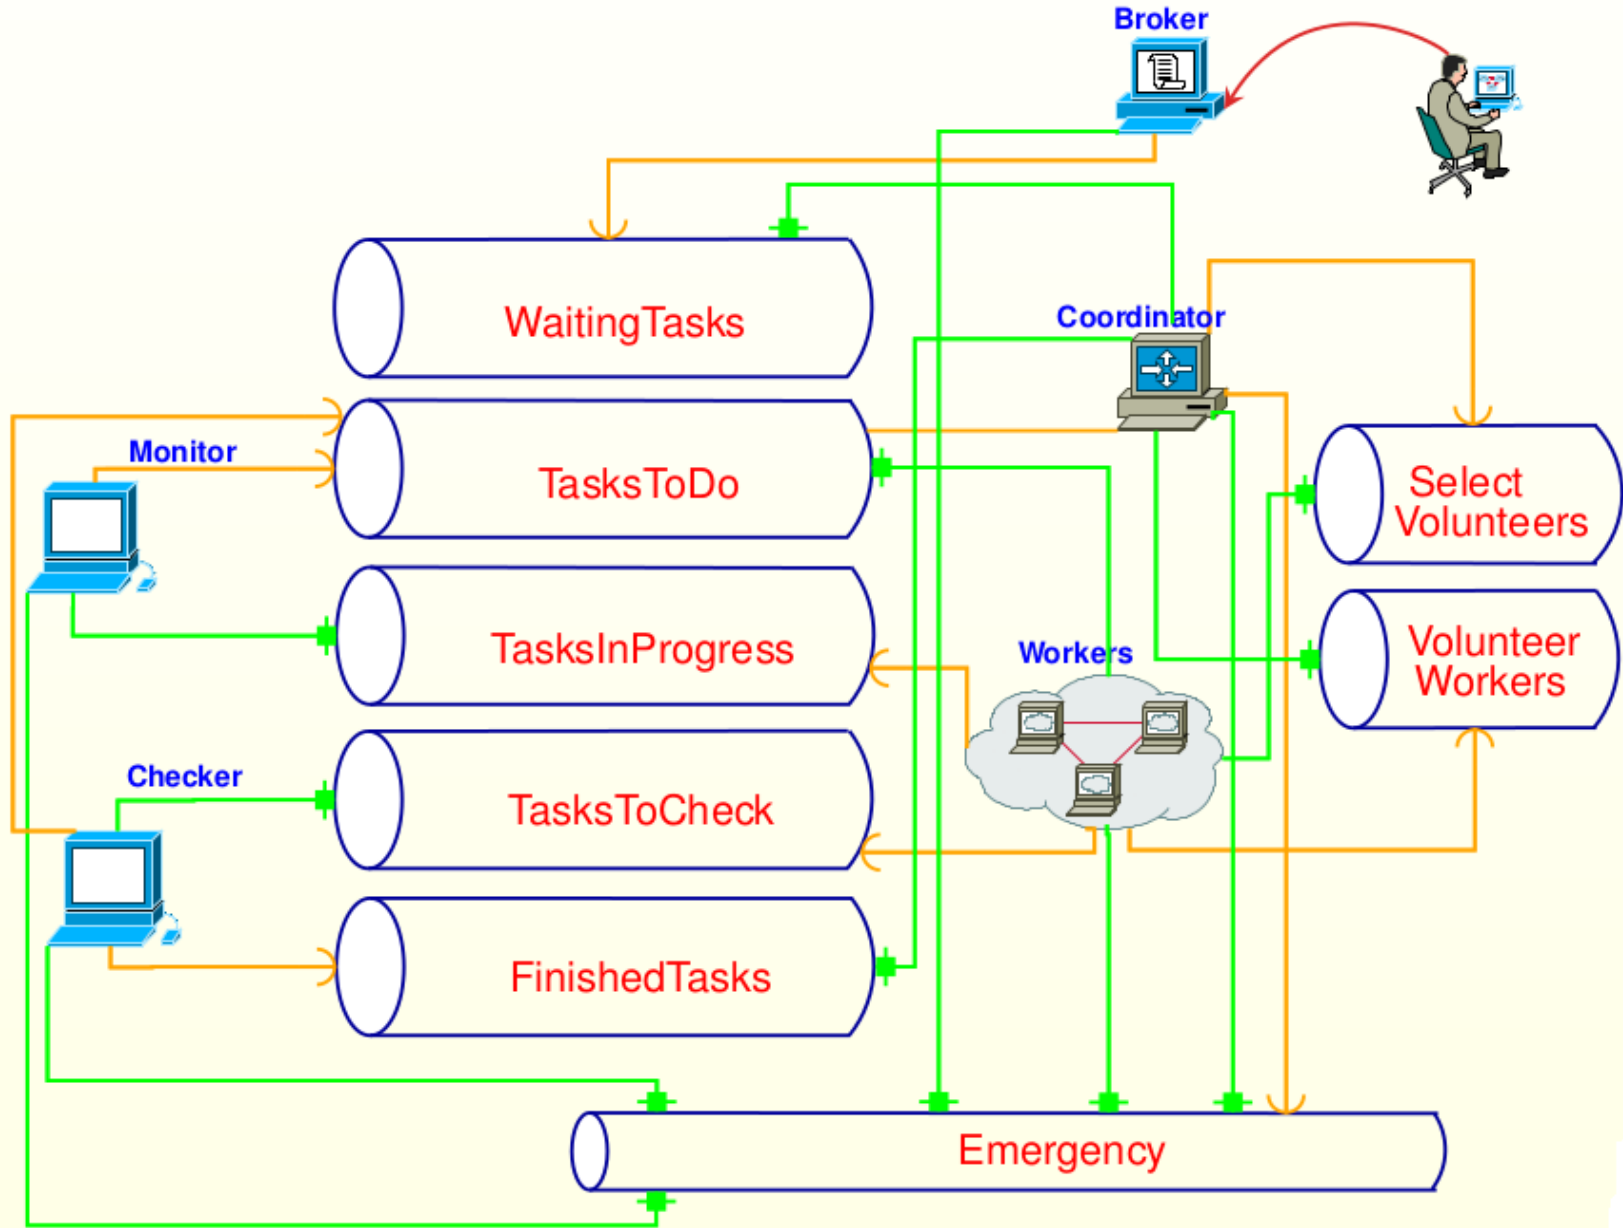 Broker
WaitingTasks
Coordinator
Monitor
TasksToDo
Select
Volunteers
TasksInProgress
Workers
Volunteer
Workers
Checker
TasksToCheck
FinishedTasks
Emergency